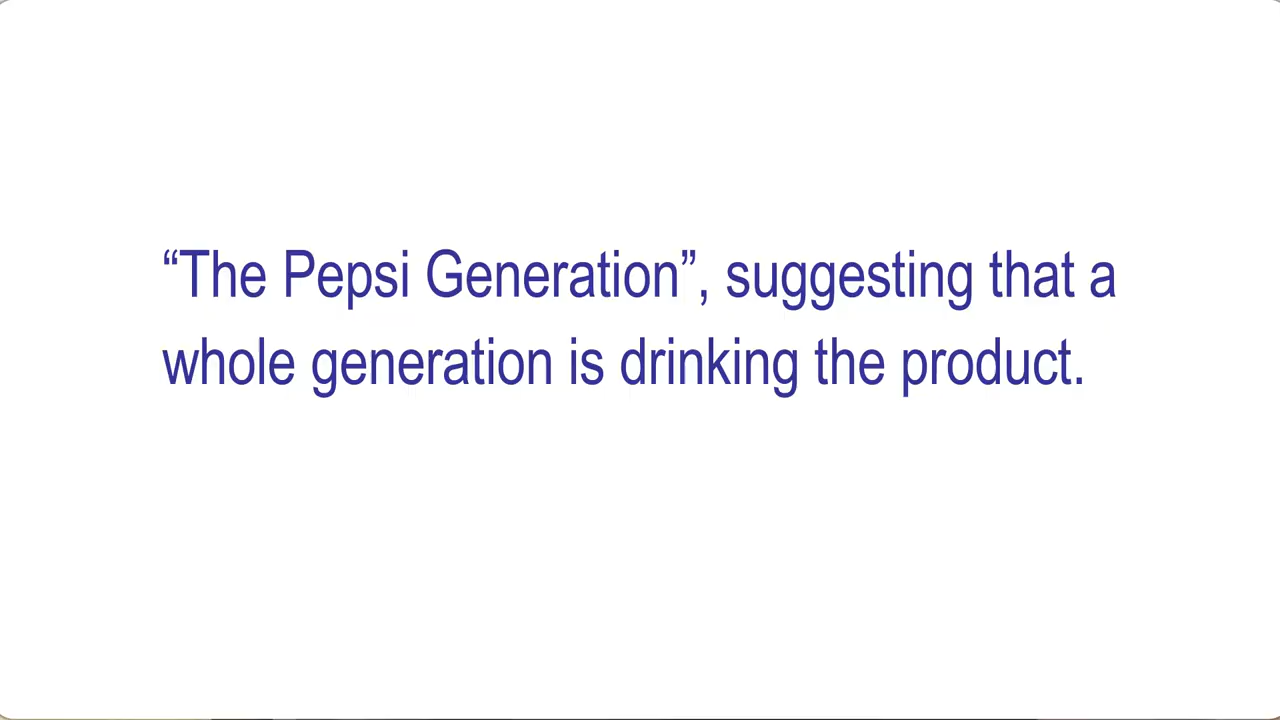 “The Pepsi Generation”, suggesting that a
whole generation is drinking the product.